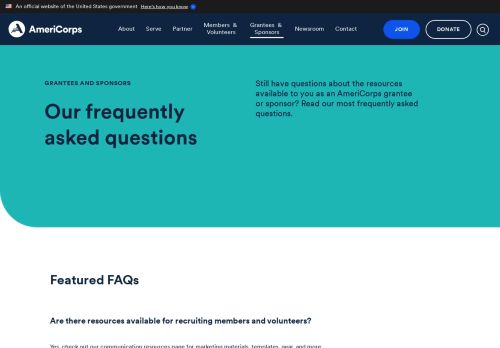 An official website of the United States government Here's how you know
AmeriCorps
About Serve Partner Members & Volunteers Grantees & Sponsors Newsroom Contact JOIN DONATE
GRANTEES AND SPONSORS
Our frequently
asked questions
Still have questions about the resources
available to you as an AmeriCorps grantee
or sponsor? Read our most frequently asked
questions.
Featured FAQs
Are there resources available for recruiting members and volunteers?
Yes, check out our communication resources page for marketing materials, templates, gear, and more.